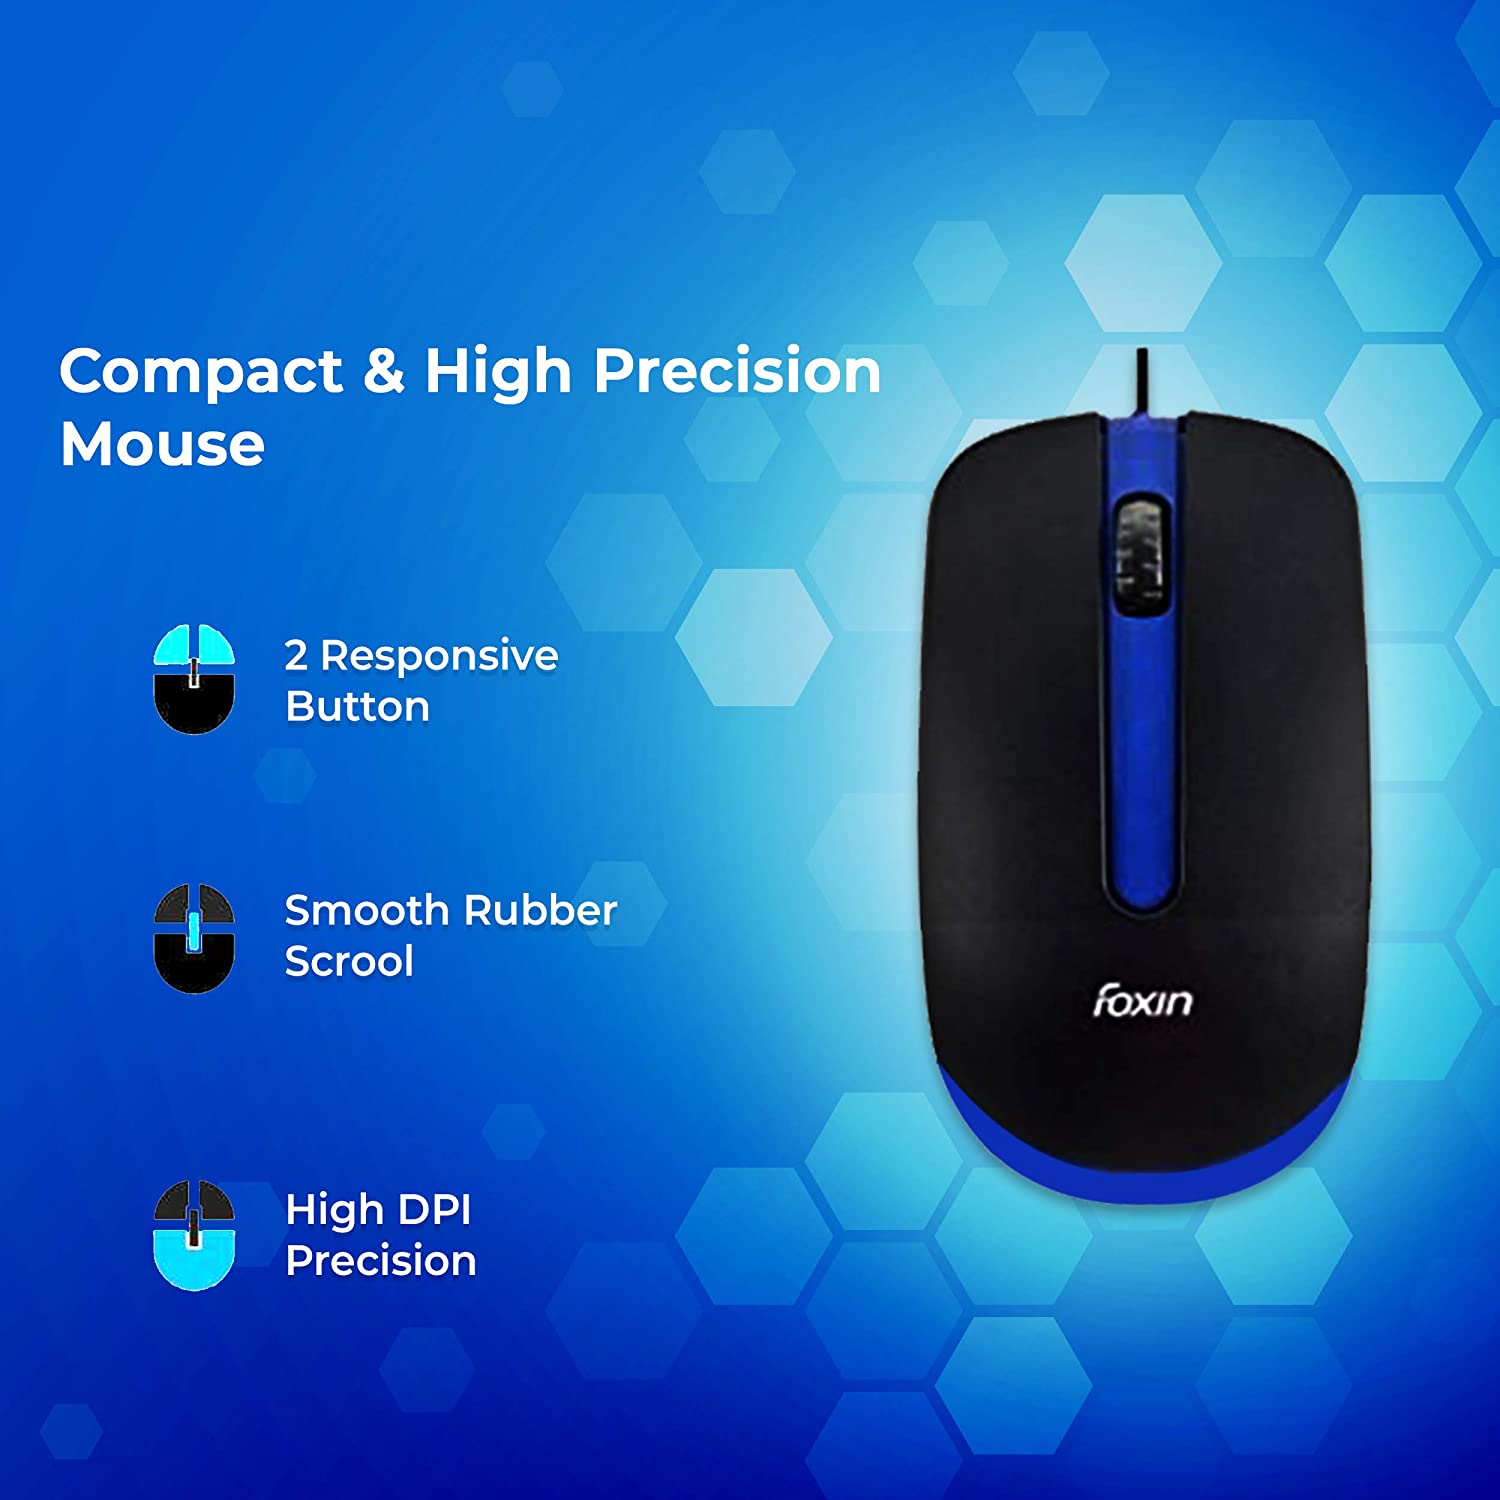 Compact & High Precision
Mouse
2 Responsive
Button
Smooth Rubber
Scrool
High DPI
Precision
foxin